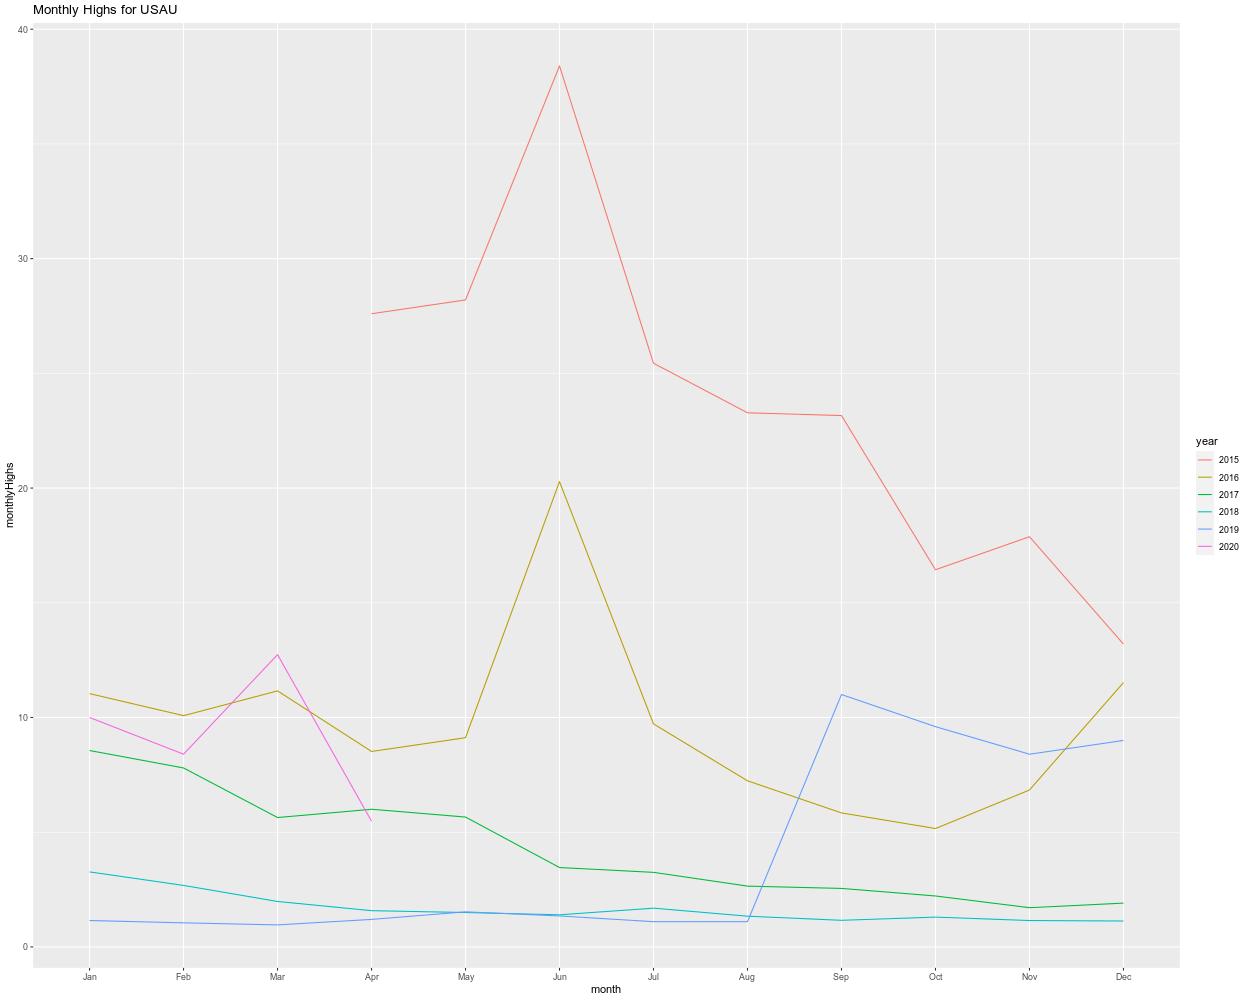 Monthly Highs for USAU
40
30
20
10
0
monthlyHighs
Jan Feb Mar Apr May Jun Jul Aug Sep Oct Nov Dec
month
year
2015
2016
2017
2018
2019
2020